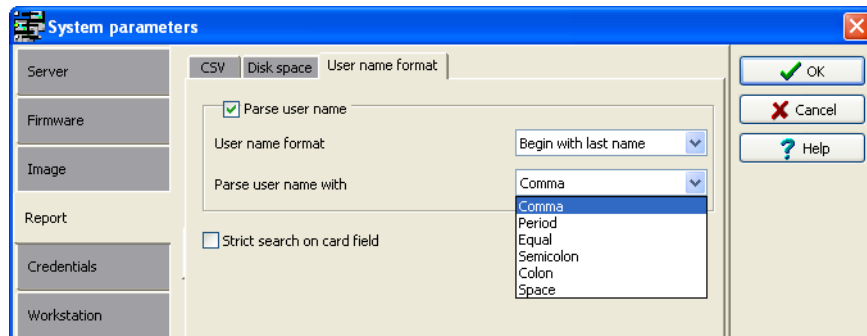 System parameters
Server
Firmware
Image
Report
Credentials
Workstation
CSV
Disk space
User name format
Parse user name
User name format
Begin with last name
Parse user name with
Comma
Comma
Period
Equal
Semicolon
Colon
Space
Strict search on card field
OK
Cancel
Help